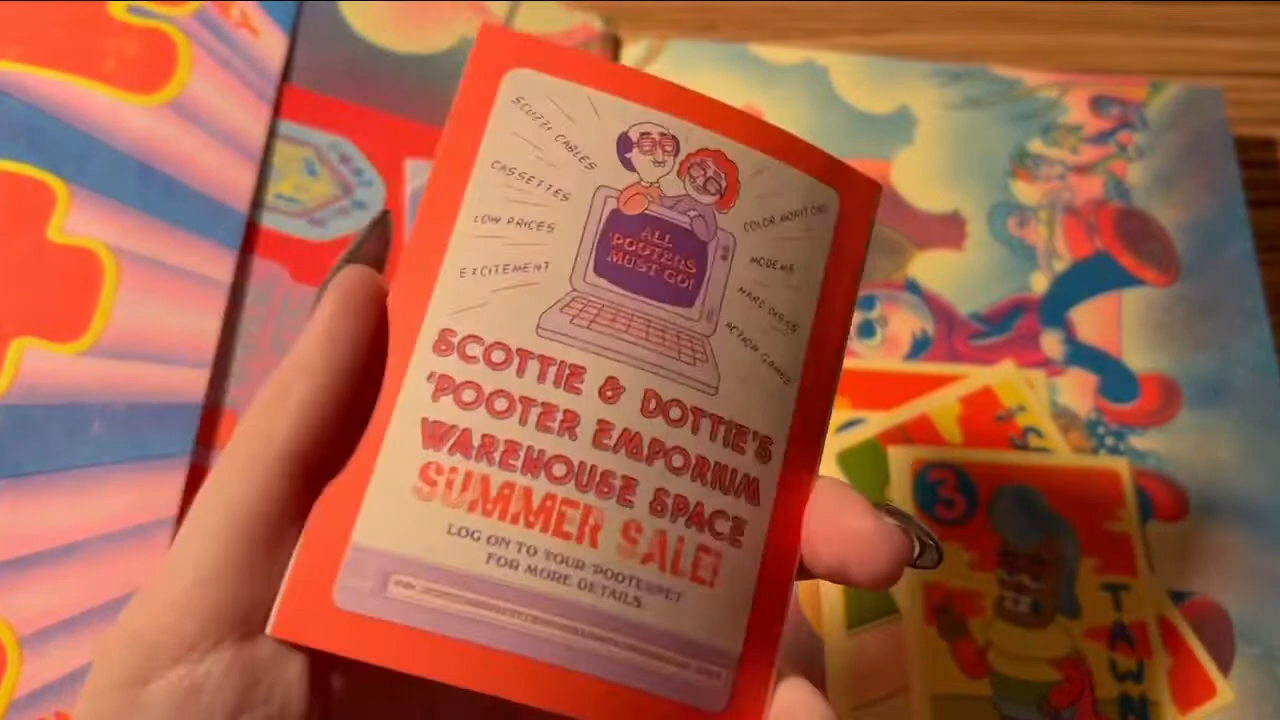 SCUZZI CABLES
CASSETTES
LOW PRICES
EXCITEMENT
COLOR MONITORS
MODEMS
HARD DISKS
ACTION GAMES
ALL
'POOTERS
MUST GO!
SCOTTIE & DOTTIE'S
'POOTER EMPORIUM
WAREHOUSE SPACE
SUMMER SALE!
LOG ON TO YOUR 'POOTERNET
FOR MORE DETAILS.
3
TAWN